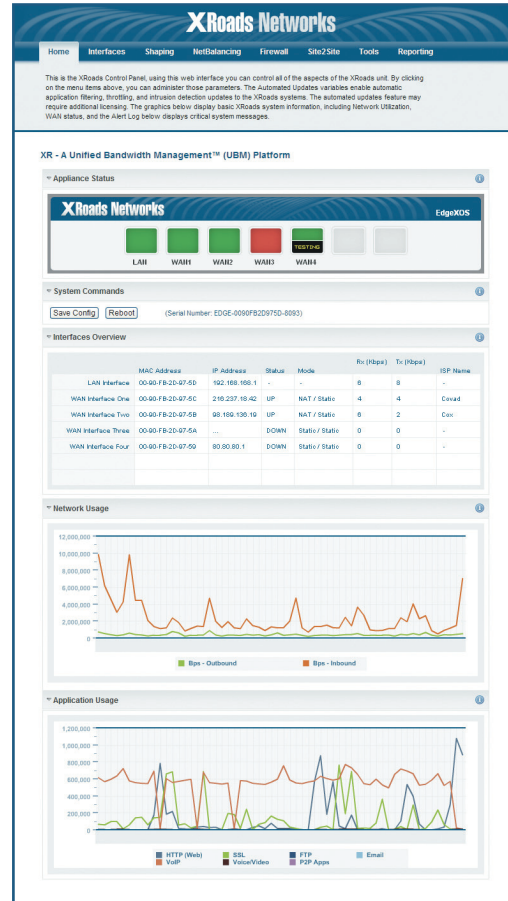 XRoads Networks
Home Interfaces Shaping NetBalancing Firewall Site2Site Tools Reporting
This is the XRoads Control Panel, using this web interface you can control all of the aspects of the XRoads unit. By clicking
on the menu items above, you can administer those parameters. The Automated Updates variables enable automatic
application filtering, throttling, and intrusion detection updates to the XRoads systems. The automated updates feature may
require additional licensing. The graphics below display basic XRoads system information, including Network Utilization,
WAN status, and the Alert Log below displays critical system messages.
XR - A Unified Bandwidth Management™ (UBM) Platform
Appliance Status
XRoads Networks
EdgeXOS
TESTING
LAN WAN1 WAN2 WAN3 WAN4
System Commands
Save Config Reboot (Serial Number: EDGE-0090FB2D975D-8093)
Interfaces Overview
MAC Address IP Address Status Mode Rx (Kbps) Tx (Kbps) ISP Name
LAN Interface 00-90-FB-2D-97-5D 192.168.168.1 - - 6 8 -
WAN Interface One 00-90-FB-2D-97-5C 216.237.18.42 UP NAT / Static 4 4 Covad
WAN Interface Two 00-90-FB-2D-97-5B 98.189.136.19 UP NAT / Static 6 2 Cox
WAN Interface Three 00-90-FB-2D-97-5A ... DOWN Static / Static 0 0 -
WAN Interface Four 00-90-FB-2D-97-59 80.80.80.1 DOWN Static / Static 0 0 -
Network Usage
12,000,000
10,000,000
8,000,000
6,000,000
4,000,000
2,000,000
0
Bps - Outbound Bps - Inbound
Application Usage
1,200,000
1,000,000
800,000
600,000
400,000
200,000
0
HTTP (Web) SSL FTP Email
VoIP Voice/Video P2P Apps